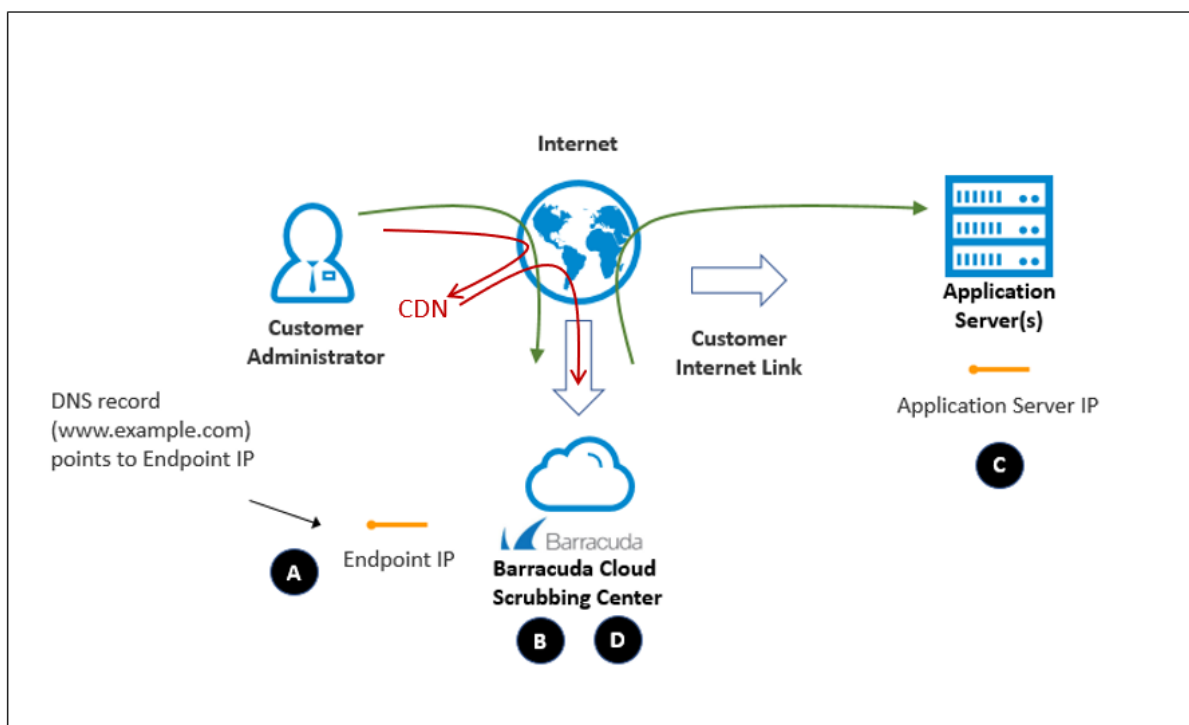 Internet
CDN
Customer
Administrator
Customer
Internet Link
Application
Server(s)
Application Server IP
C
DNS record
(www.example.com)
points to Endpoint IP
A
Endpoint IP
Barracuda
Barracuda Cloud
Scrubbing Center
B
D